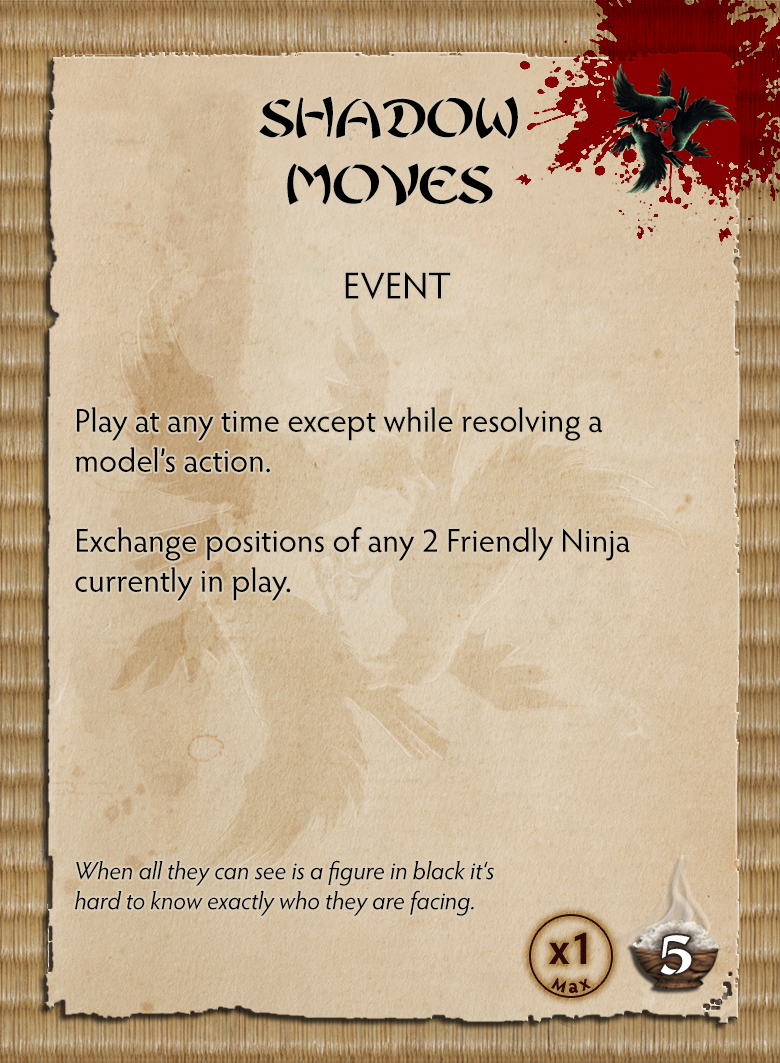 SHADOW
MOVES
EVENT
Play at any time except while resolving a
model's action.
Exchange positions of any 2 Friendly Ninja
currently in play.
When all they can see is a figure in black it's
hard to know exactly who they are facing.
x1
Max
5